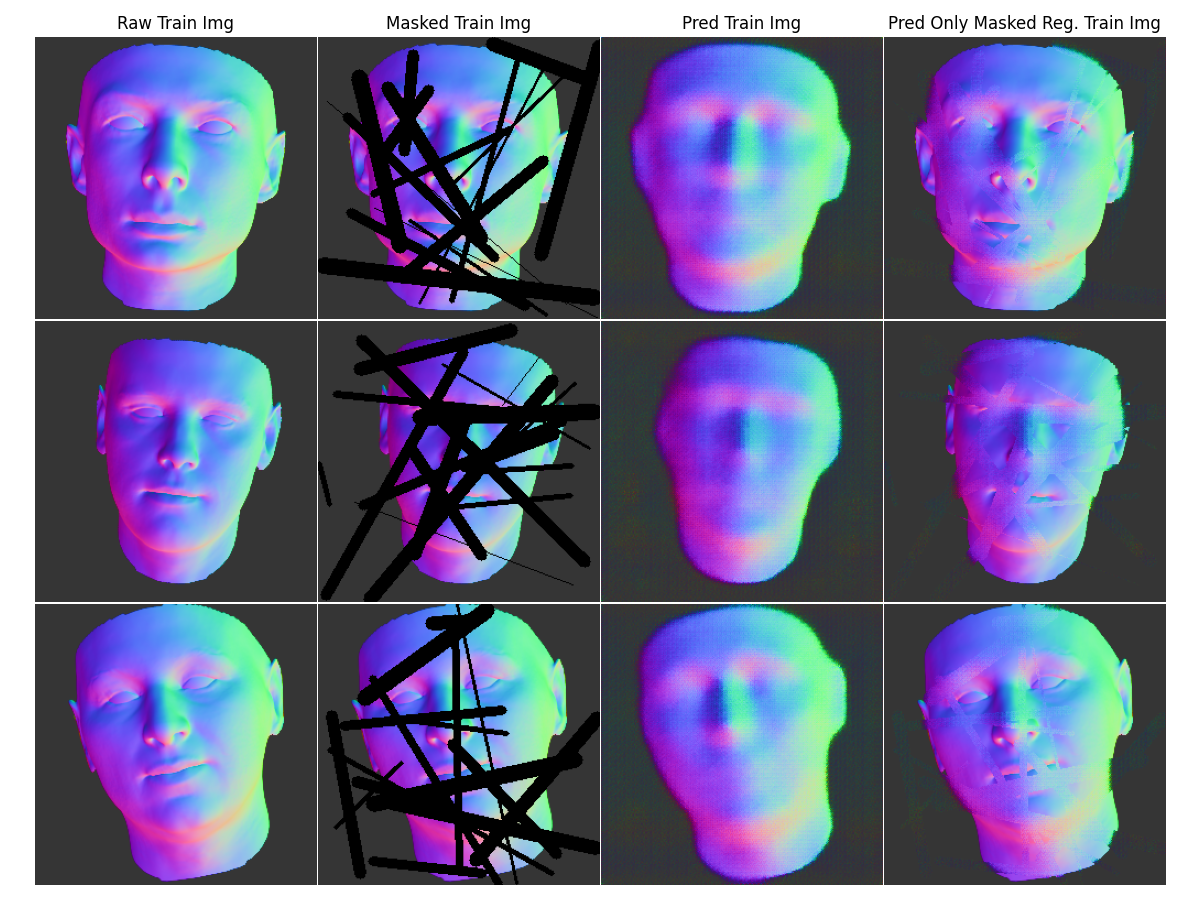 Raw Train Img
Masked Train Img
Pred Train Img
Pred Only Masked Reg. Train Img